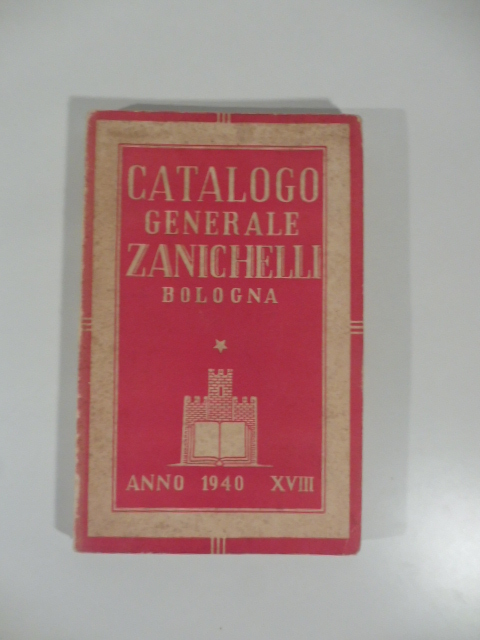 CATALOGO
GENERALE
ZANICHELLI
BOLOGNA
ANNO 1940 XVIII